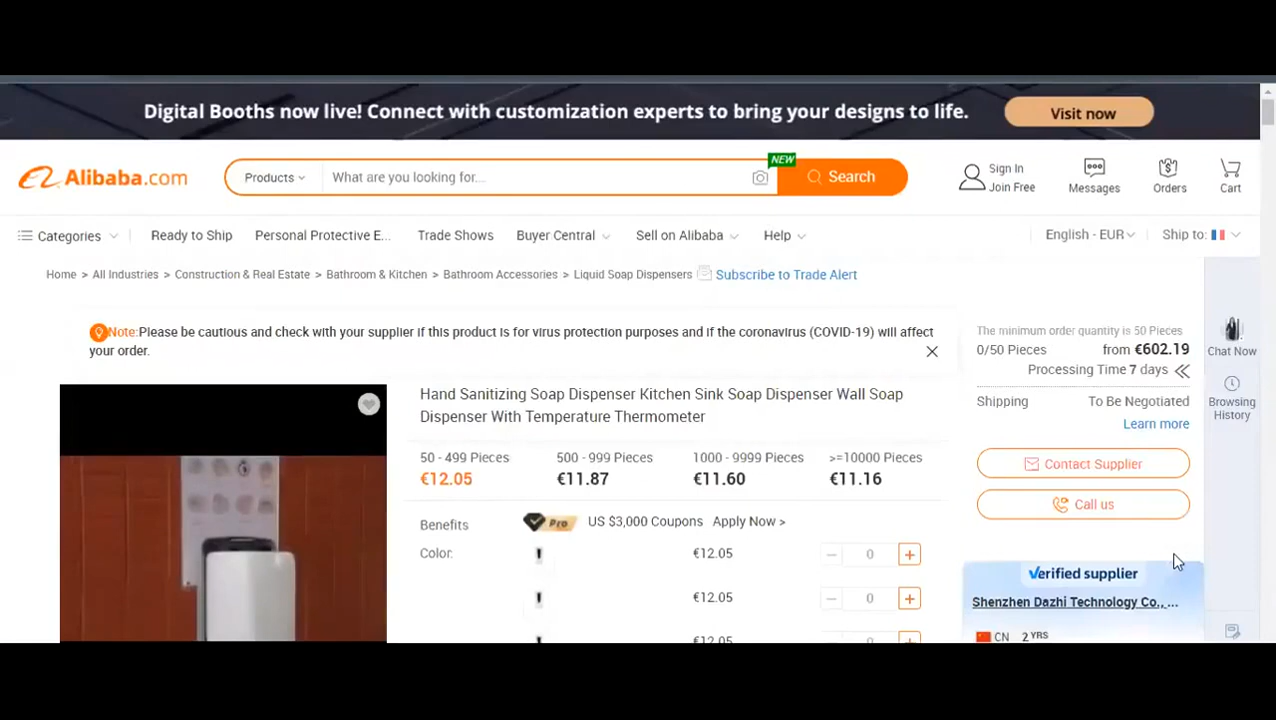 Digital Booths now live! Connect with customization experts to bring your designs to life.
Visit now
Alibaba.com
Products
What are you looking for...
NEW
Search
Sign In
Join Free
Messages
Orders
Cart
Categories
Ready to Ship
Personal Protective E...
Trade Shows
Buyer Central
Sell on Alibaba
Help
English - EUR
Ship to:
Home > All Industries > Construction & Real Estate > Bathroom & Kitchen > Bathroom Accessories > Liquid Soap Dispensers
Subscribe to Trade Alert
Note:Please be cautious and check with your supplier if this product is for virus protection purposes and if the coronavirus (COVID-19) will affect
your order.
Hand Sanitizing Soap Dispenser Kitchen Sink Soap Dispenser Wall Soap
Dispenser With Temperature Thermometer
50 - 499 Pieces 500 - 999 Pieces 1000 - 9999 Pieces >=10000 Pieces
€12.05 €11.87 €11.60 €11.16
Benefits Pro US $3,000 Coupons Apply Now >
Color: €12.05 0
€12.05 0
€12.05 0
The minimum order quantity is 50 Pieces
0/50 Pieces from €602.19
Processing Time 7 days
Shipping To Be Negotiated
Learn more
Contact Supplier
Call us
Verified supplier
Shenzhen Dazhi Technology Co., ...
CN 2 YRS
Chat Now
Browsing
History